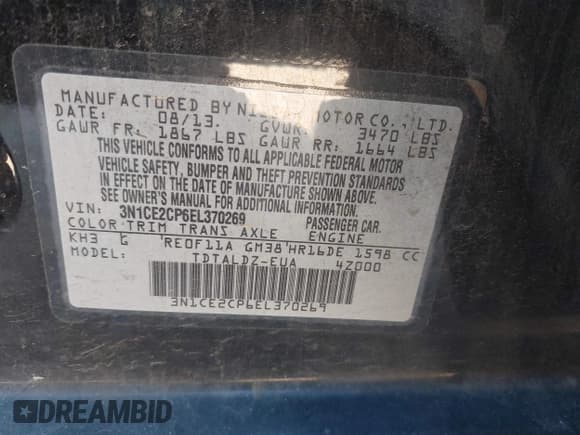 MANUFACTURED BY NISSAN MOTOR CO., LTD.
DATE: 08/13. GVWR: 3470 LBS
GAWR FR: 1867 LBS GAWR RR: 1664 LBS
THIS VEHICLE CONFORMS TO ALL APPLICABLE FEDERAL MOTOR
VEHICLE SAFETY, BUMPER AND THEFT PREVENTION STANDARDS
IN EFFECT ON THE DATE OF MANUFACTURE SHOWN ABOVE.
SEE OWNER'S MANUAL FOR ADDITIONAL INFORMATION
VIN: 3N1CE2CP6EL370269 PASSENGER CAR.
COLOR TRIM TRANS AXLE ENGINE
KH3 G RE0F11A GM38 HR16DE 1598 CC
MODEL: TDTALDZ-EUA 4Z000
3N1CE2CP6EL370269
DREAMBID